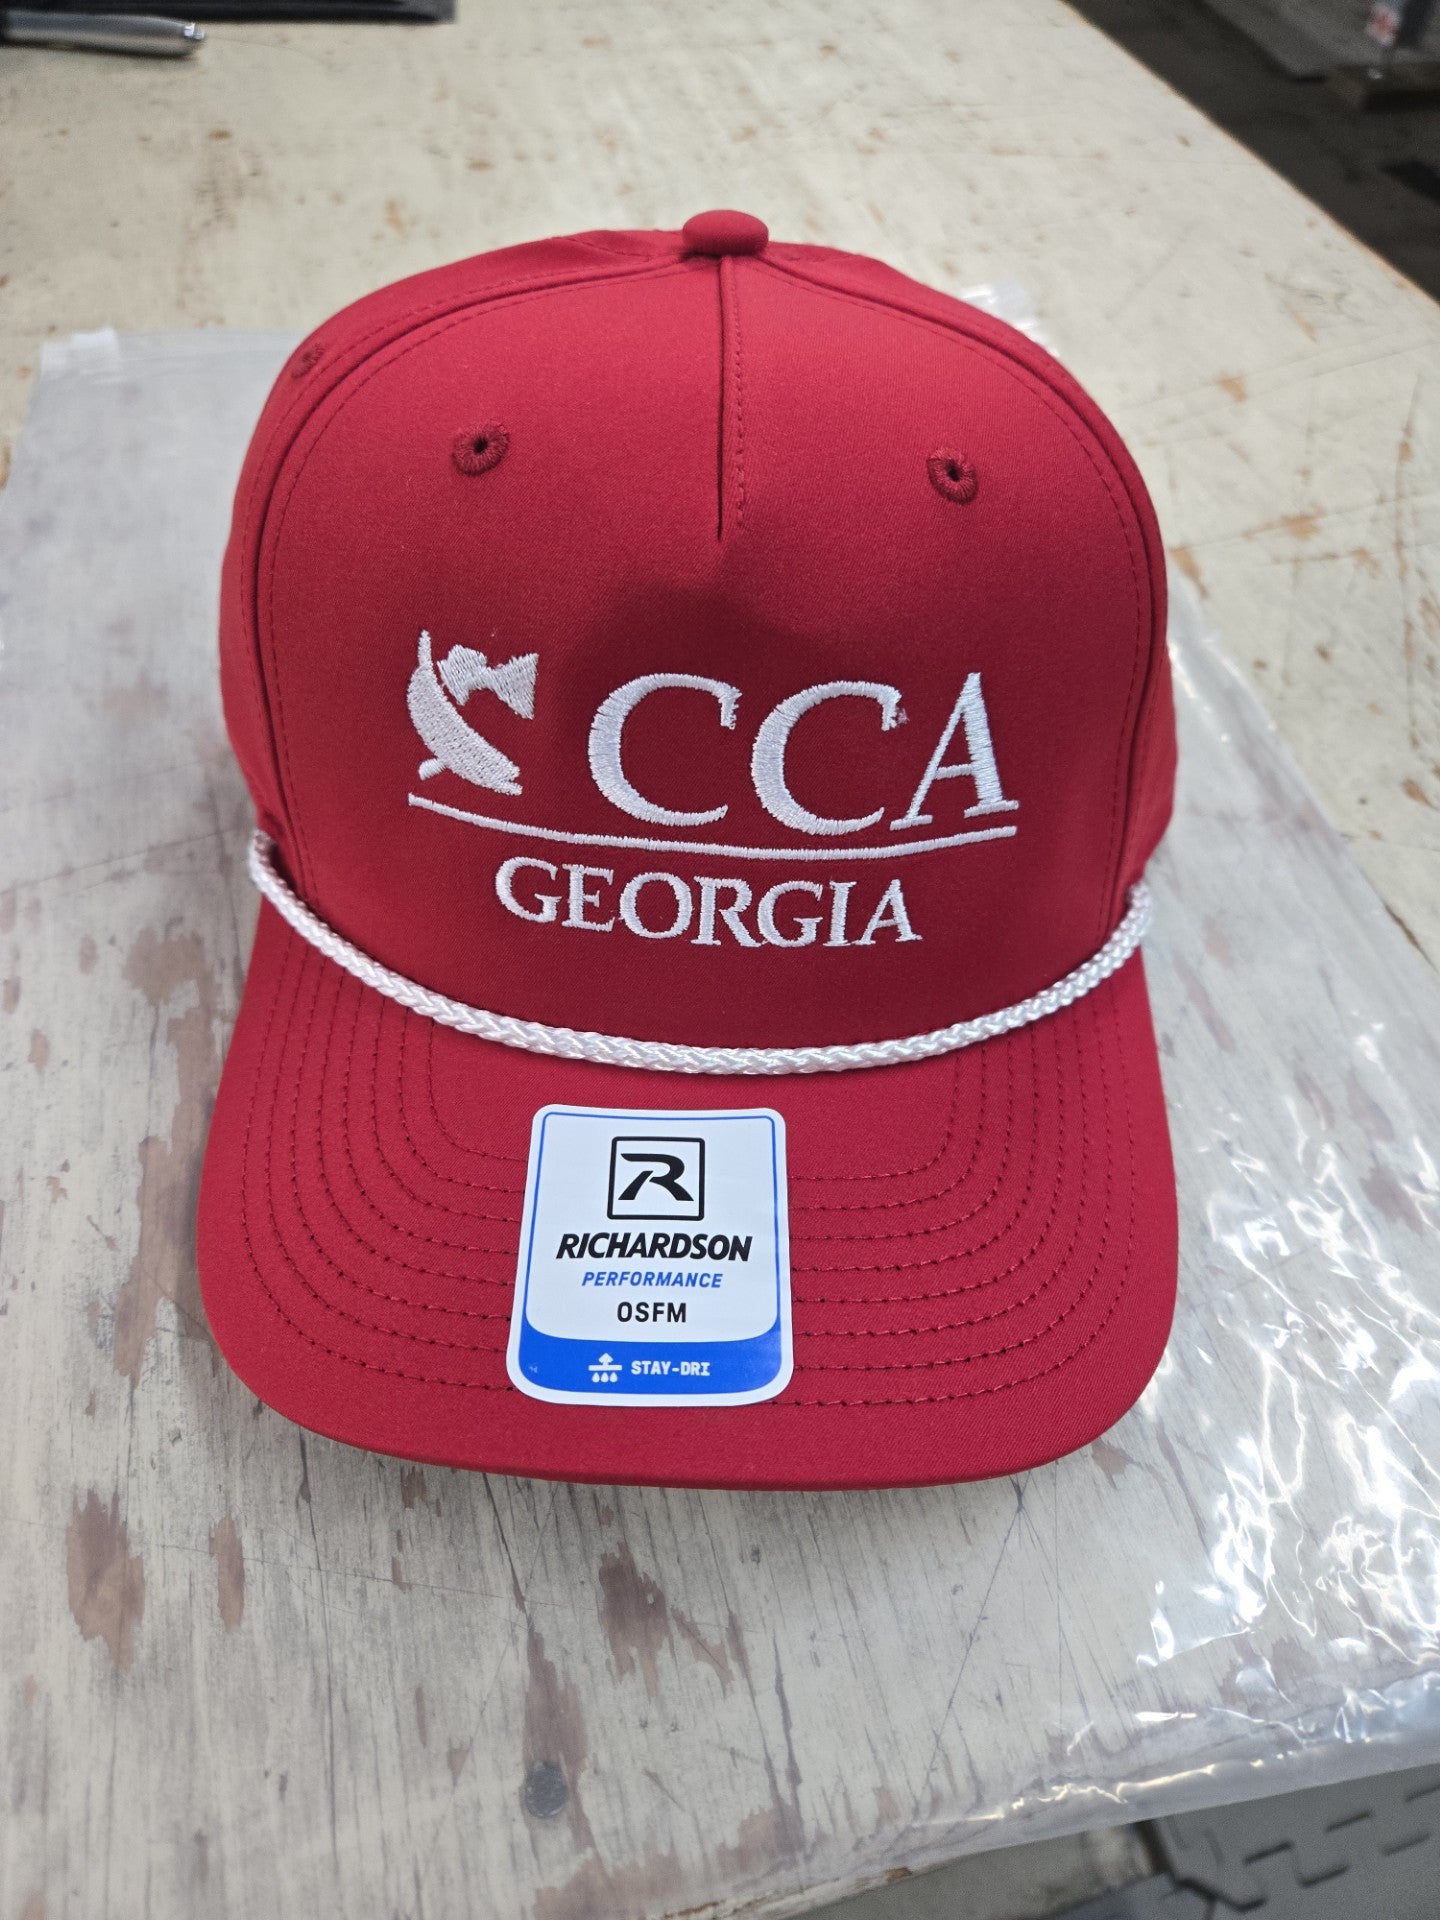 CCA
GEORGIA
R
RICHARDSON
PERFORMANCE
OSFM
STAY-DRI